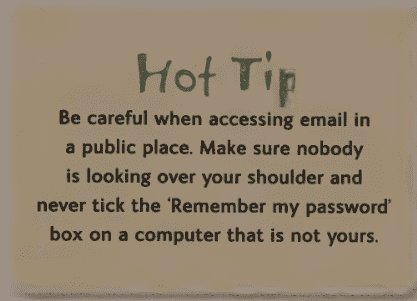 Hot Tip
Be careful when accessing email in
a public place. Make sure nobody
is looking over your shoulder and
never tick the 'Remember my password'
box on a computer that is not yours.